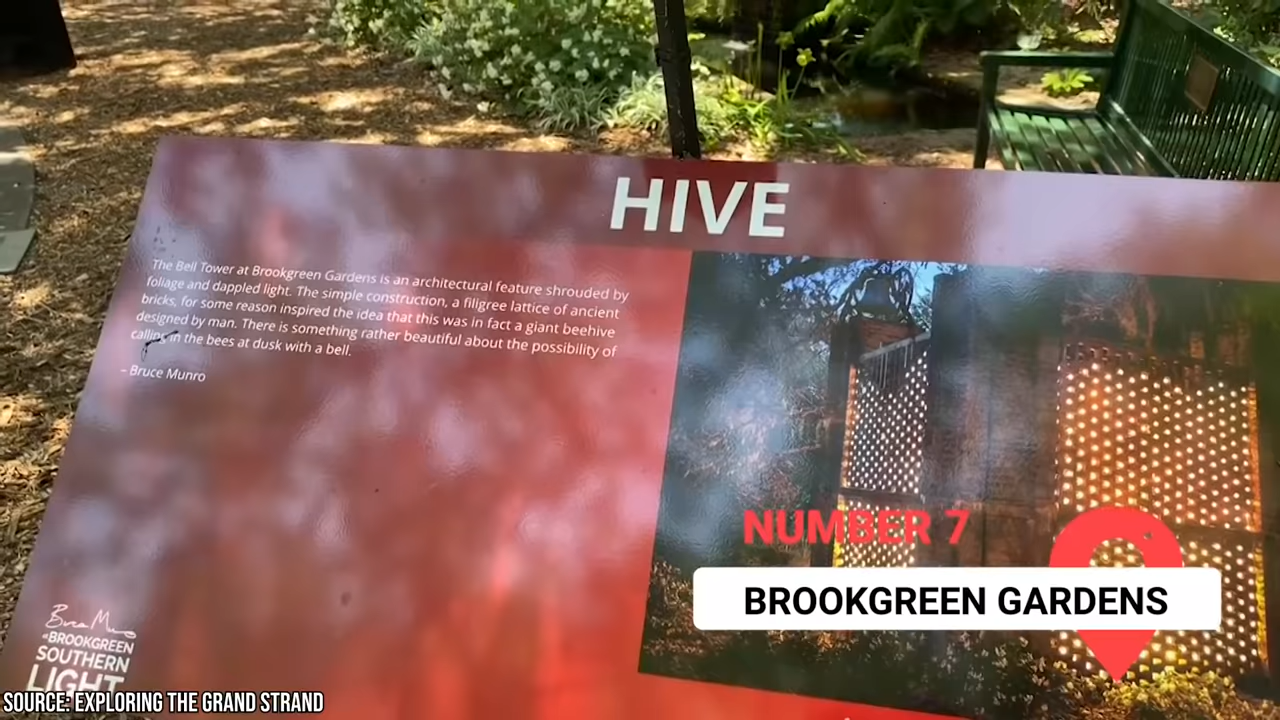 HIVE
The Bell Tower at Brookgreen Gardens is an architectural feature shrouded by
foliage and dappled light. The simple construction, a filigree lattice of ancient
bricks, for some reason inspired the idea that this was in fact a giant beehive
designed by man. There is something rather beautiful about the possibility of
calling in the bees at dusk with a bell.
– Bruce Munro
NUMBER 7
BROOKGREEN GARDENS
Bruce Munro
at BROOKGREEN
SOUTHERN
LIGHT
SOURCE: EXPLORING THE GRAND STRAND